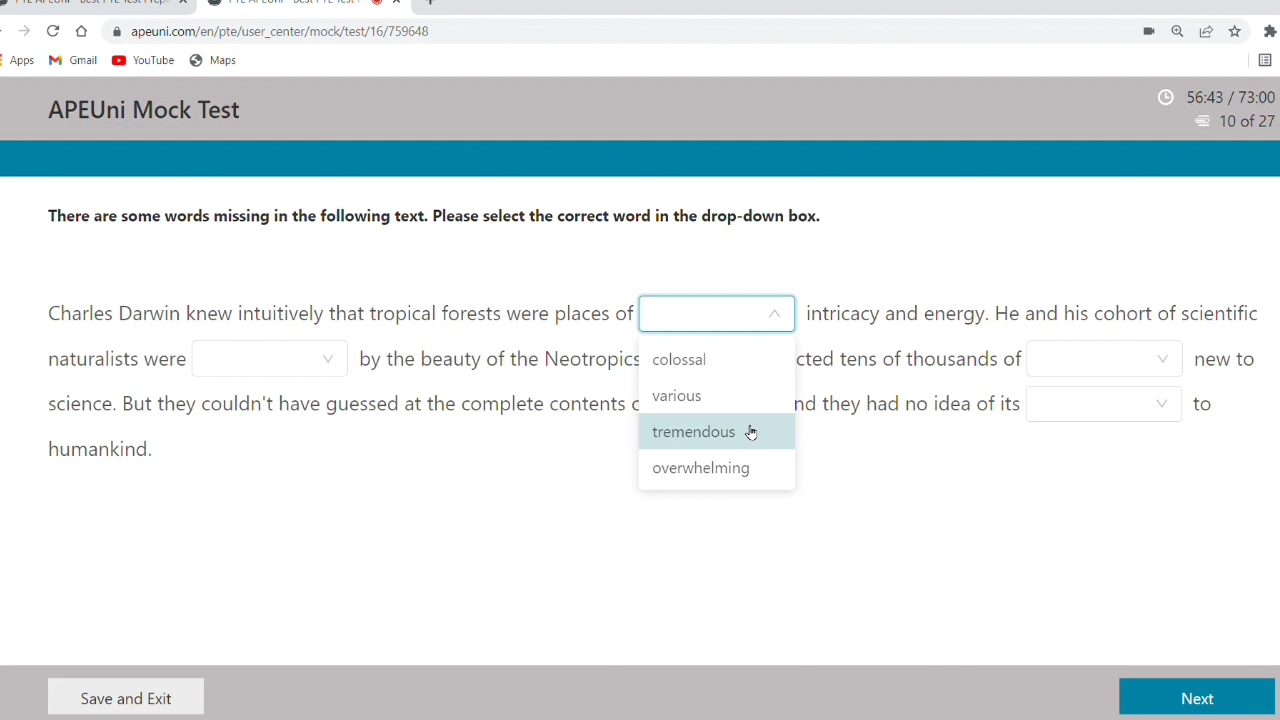 apeuni.com/en/pte/user_center/mock/test/16/759648
Apps Gmail YouTube Maps
APEUni Mock Test
56:43 / 73:00
10 of 27
There are some words missing in the following text. Please select the correct word in the drop-down box.
Charles Darwin knew intuitively that tropical forests were places of intricacy and energy. He and his cohort of scientific
naturalists were by the beauty of the Neotropics cted tens of thousands of new to
science. But they couldn't have guessed at the complete contents nd they had no idea of its to
humankind.
colossal
various
tremendous
overwhelming
Save and Exit
Next